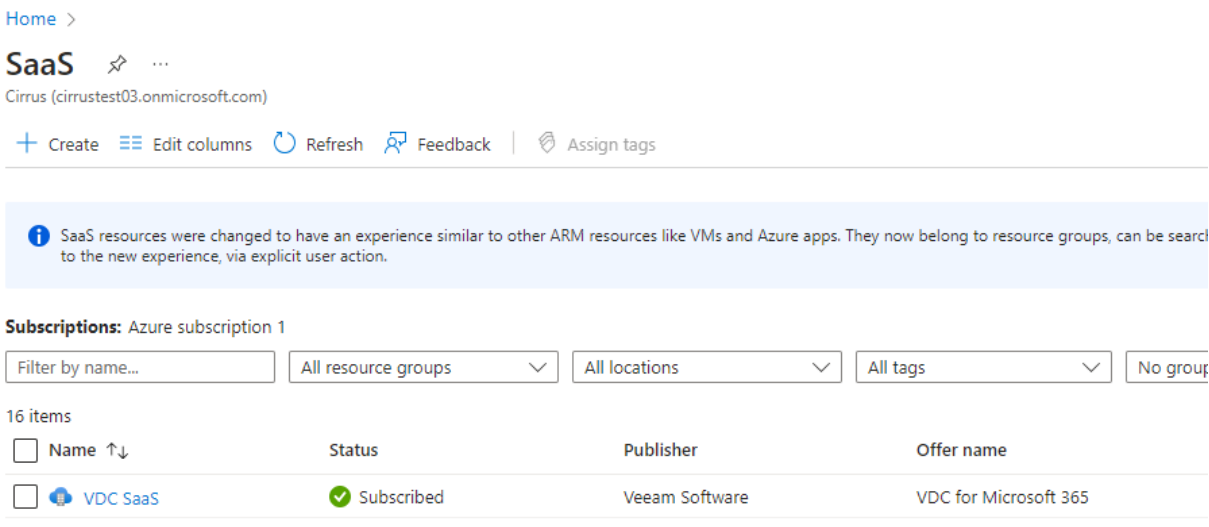 Home >
SaaS ...
Cirrus (cirrustest03.onmicrosoft.com)
Create Edit columns Refresh Feedback Assign tags
SaaS resources were changed to have an experience similar to other ARM resources like VMs and Azure apps. They now belong to resource groups, can be
to the new experience, via explicit user action.
Subscriptions: Azure subscription 1
Filter by name... All resource groups All locations All tags No
16 items
Name ↑↓ Status Publisher Offer name
VDC SaaS Subscribed Veeam Software VDC for Microsoft 365